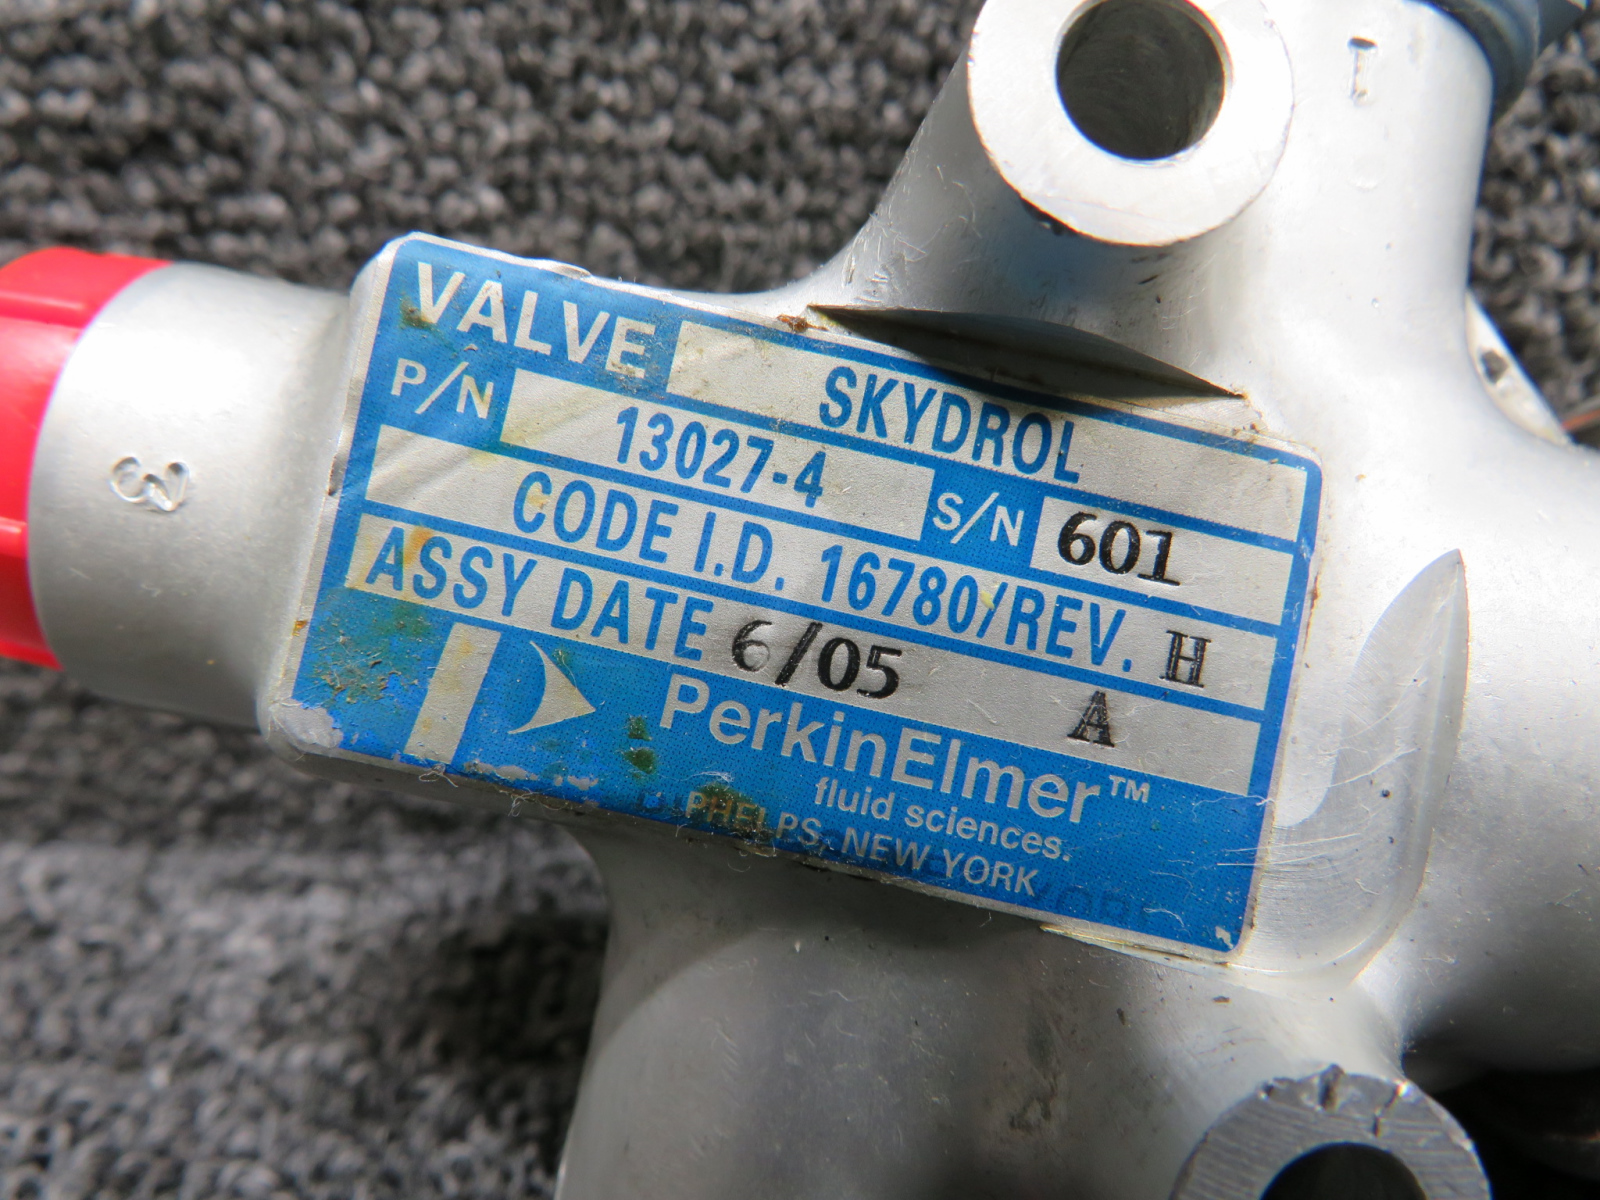 VALVE
SKYDROL
P/N 13027-4 S/N 601
CODE I.D. 16780/REV. H
ASSY DATE 6/05 A
PerkinElmer™
fluid sciences.
PHELPS, NEW YORK
3
1